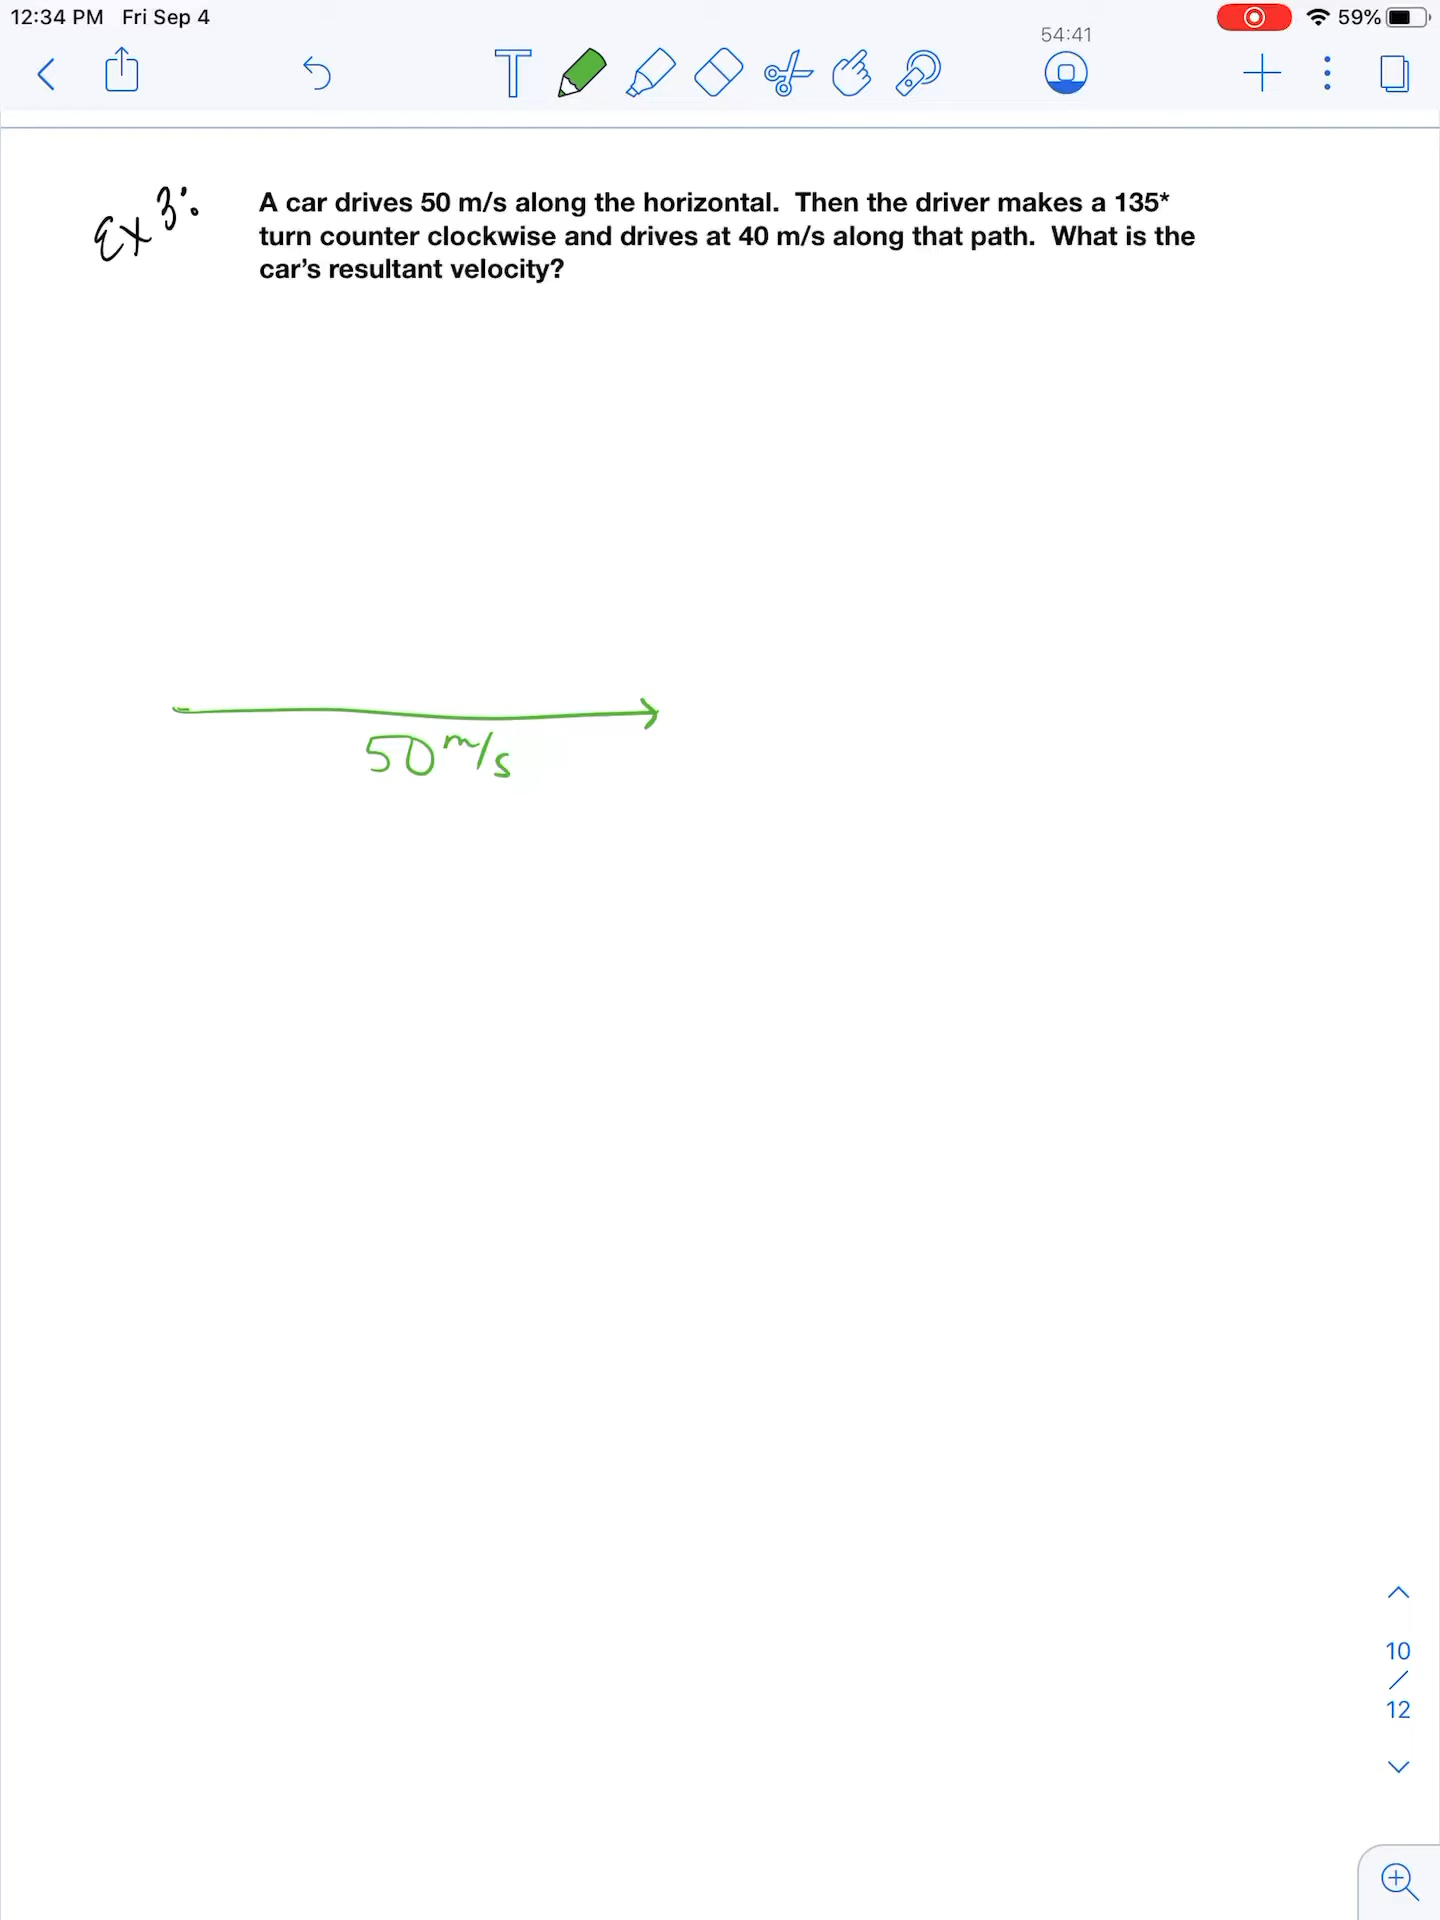 12:34 PM Fri Sep 4
59%
54:41
T
Ex 3:
A car drives 50 m/s along the horizontal. Then the driver makes a 135*
turn counter clockwise and drives at 40 m/s along that path. What is the
car's resultant velocity?
50 m/s
10
/
12